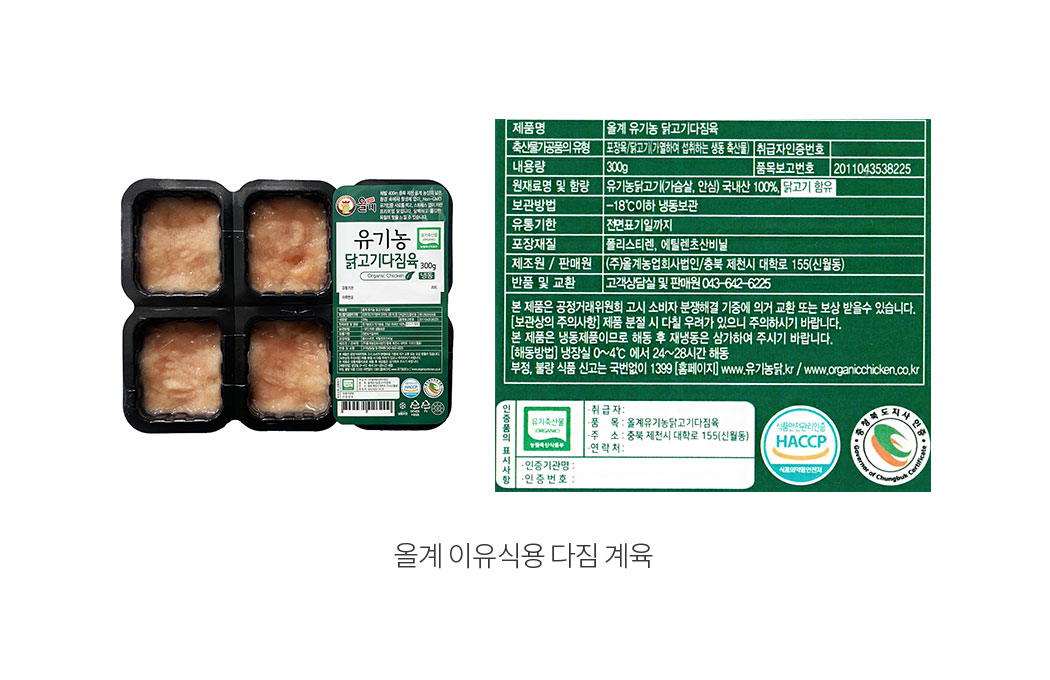 올계
유기농
닭고기다짐육 300g
Organic Chicken
냉동
유기축산물
ORGANIC
HACCP
제품명 올계 유기농 닭고기다짐육
축산물가공품의 유형 포장육/닭고기(가열하여 섭취하는 생동 축산물) 취급자인증번호
내용량 300g 품목보고번호 2011043538225
원재료명 및 함량 유기농닭고기(가슴살, 안심) 국내산 100%, 닭고기 함유
보관방법 -18℃이하 냉동보관
유통기한 전면표기일까지
포장재질 폴리스티렌, 에틸렌초산비닐
제조원 / 판매원 (주)올계농업회사법인/충북 제천시 대학로 155(신월동)
반품 및 교환 고객상담실 및 판매원 043-642-6225
본 제품은 공정거래위원회 고시 소비자 분쟁해결 기준에 의거 교환 또는 보상 받을수 있습니다.
[보관상의 주의사항] 제품 분절 시 다칠 우려가 있으니 주의하시기 바랍니다.
본 제품은 냉동제품이므로 해동 후 재냉동은 삼가하여 주시기 바랍니다.
[해동방법] 냉장실 0~4℃ 에서 24~28시간 해동
부정, 불량 식품 신고는 국번없이 1399 [홈페이지] www.유기농닭.kr / www.organicchicken.co.kr
인증품의 표시사항
유기축산물
ORGANIC
농림축산식품부
·취급자 :
·품 목 : 올계유기농닭고기다짐육
·주 소 : 충북 제천시 대학로 155(신월동)
·연락처 :
·인증기관명 :
·인증번호 :
식품안전관리인증
HACCP
식품의약품안전처
충청북도지사 인증
Governor of Chungbuk Certificate
올계 이유식용 다짐 계육